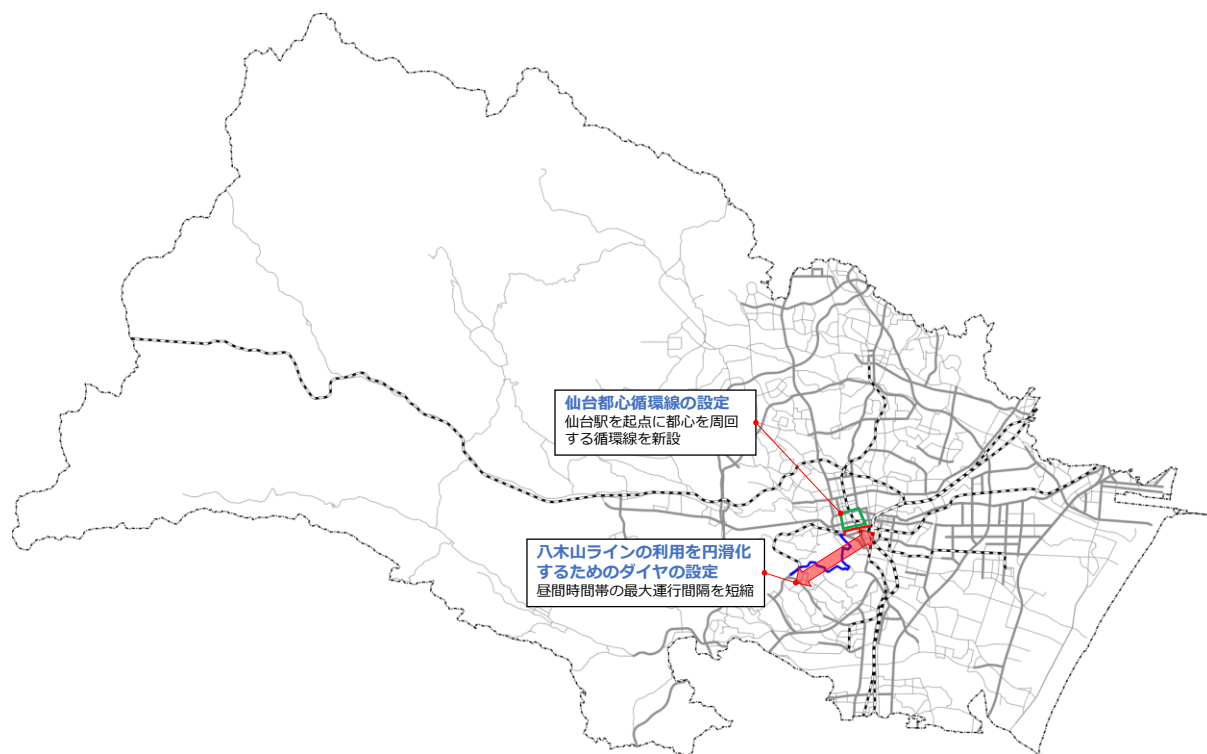 仙台都心循環線の設定
仙台駅を起点に都心を周回
する循環線を新設
八木山ラインの利用を円滑化
するためのダイヤの設定
昼間時間帯の最大運行間隔を短縮